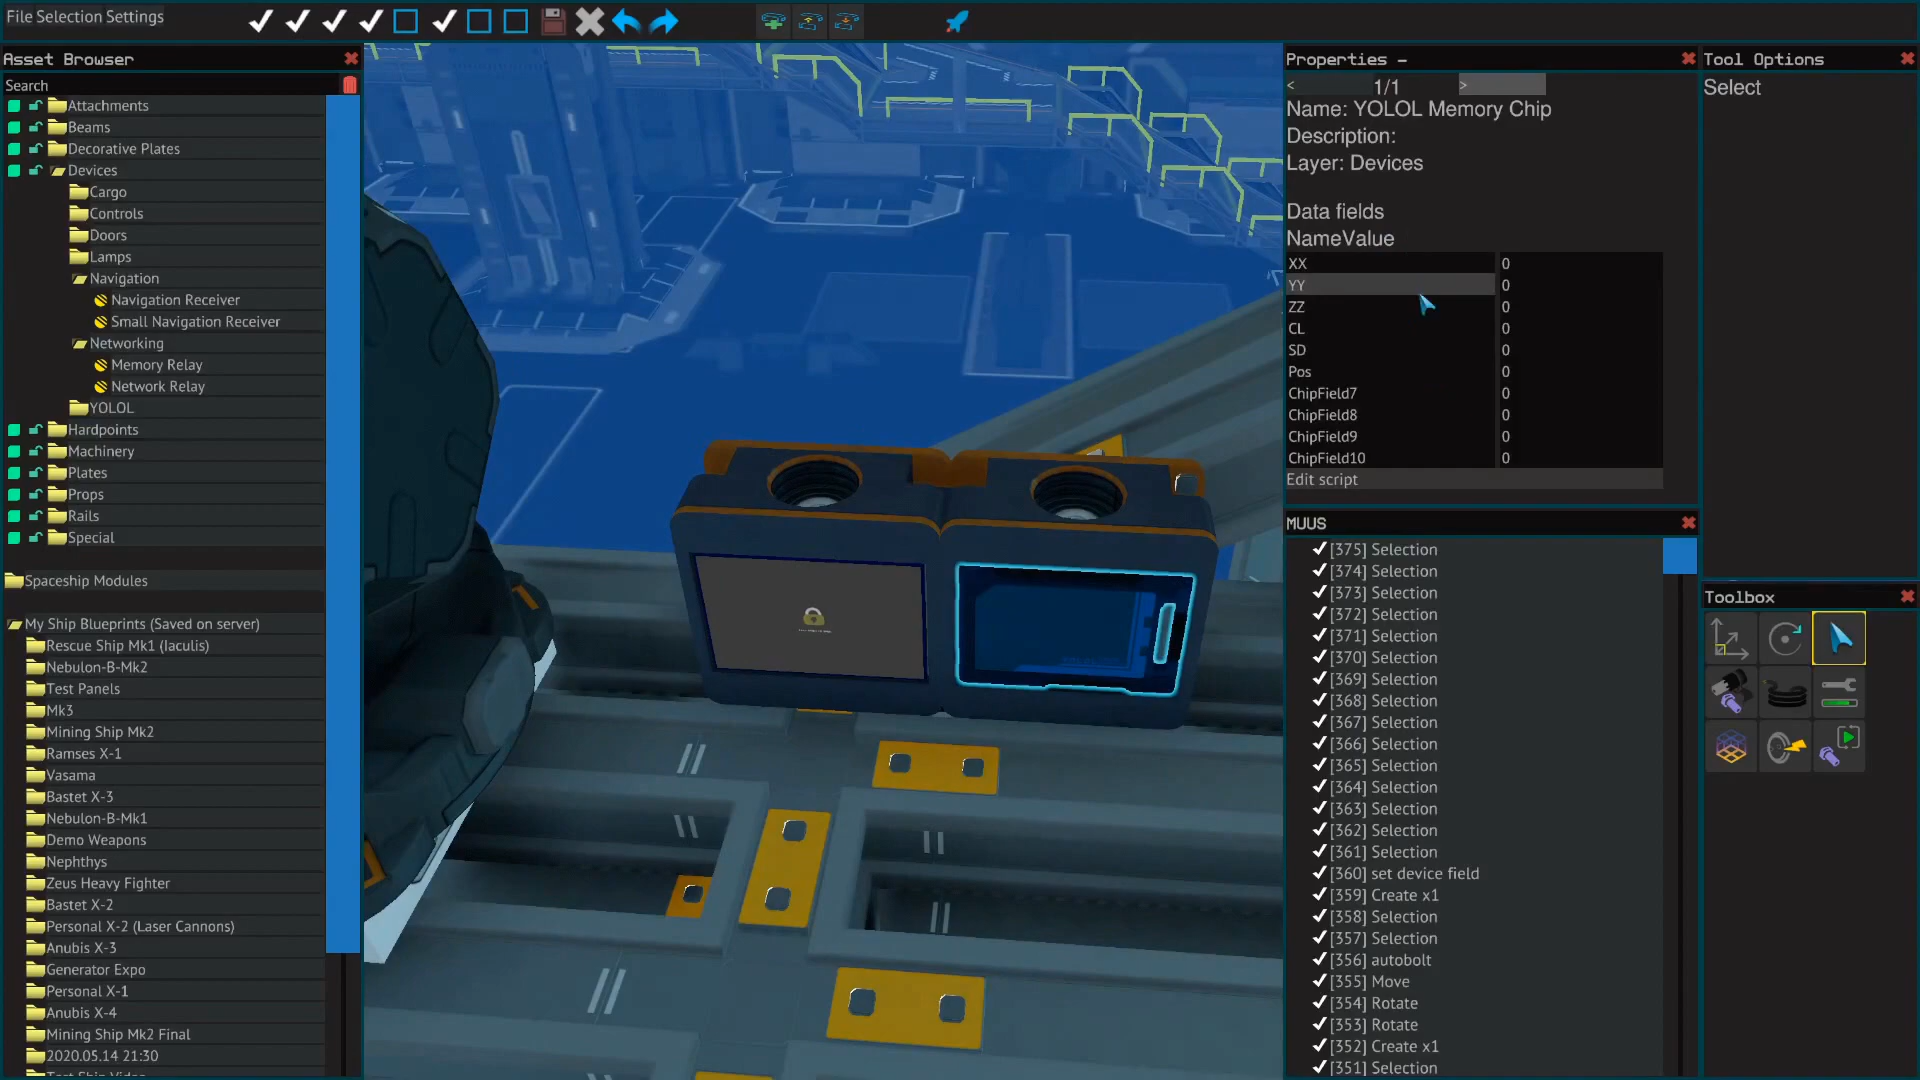 File Selection Settings
Asset Browser
Search
Attachments
Beams
Decorative Plates
Devices
Cargo
Controls
Doors
Lamps
Navigation
Navigation Receiver
Small Navigation Receiver
Networking
Memory Relay
Network Relay
YOLOL
Hardpoints
Machinery
Plates
Props
Rails
Special
Spaceship Modules
My Ship Blueprints (Saved on server)
Rescue Ship Mk1 (Iaculis)
Nebulon-B-Mk2
Test Panels
Mk3
Mining Ship Mk2
Ramses X-1
Vasama
Bastet X-3
Nebulon-B-Mk1
Demo Weapons
Nephthys
Zeus Heavy Fighter
Bastet X-2
Personal X-2 (Laser Cannons)
Anubis X-3
Generator Expo
Personal X-1
Anubis X-4
Mining Ship Mk2 Final
2020.05.14 21:30
Test Ship Video
Properties -
< 1/1 >
Name: YOLOL Memory Chip
Description:
Layer: Devices
Data fields
NameValue
XX 0
YY 0
ZZ 0
CL 0
SD 0
Pos 0
ChipField7 0
ChipField8 0
ChipField9 0
ChipField10 0
Edit script
MUUS
[375] Selection
[374] Selection
[373] Selection
[372] Selection
[371] Selection
[370] Selection
[369] Selection
[368] Selection
[367] Selection
[366] Selection
[365] Selection
[364] Selection
[363] Selection
[362] Selection
[361] Selection
[360] set device field
[359] Create x1
[358] Selection
[357] Selection
[356] autobolt
[355] Move
[354] Rotate
[353] Rotate
[352] Create x1
[351] Selection
Tool Options
Select
Toolbox